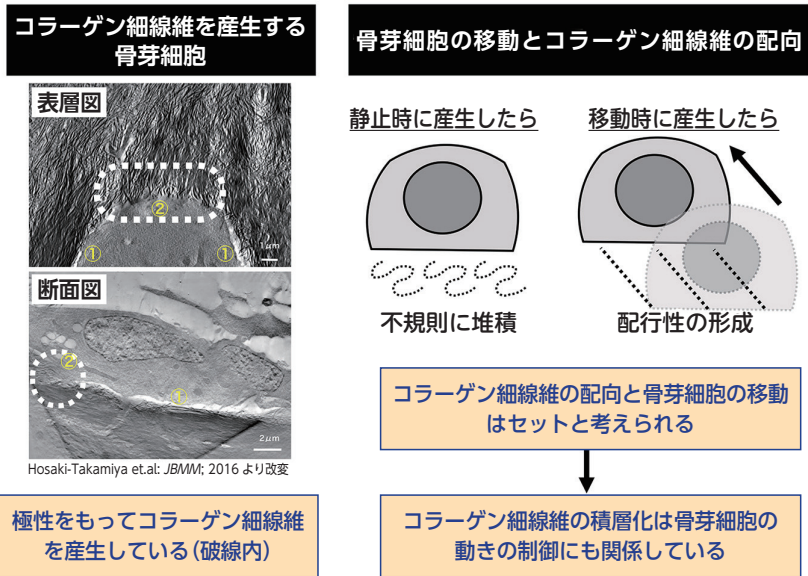 コラーゲン細線維を産生する
骨芽細胞
表層図
②
①
①
1μm
断面図
②
①
2μm
Hosaki-Takamiya et.al: JBMM; 2016 より改変
極性をもってコラーゲン細線維
を産生している(破線内)
骨芽細胞の移動とコラーゲン細線維の配向
静止時に産生したら
移動時に産生したら
不規則に堆積
配行性の形成
コラーゲン細線維の配向と骨芽細胞の移動
はセットと考えられる
コラーゲン細線維の積層化は骨芽細胞の
動きの制御にも関係している